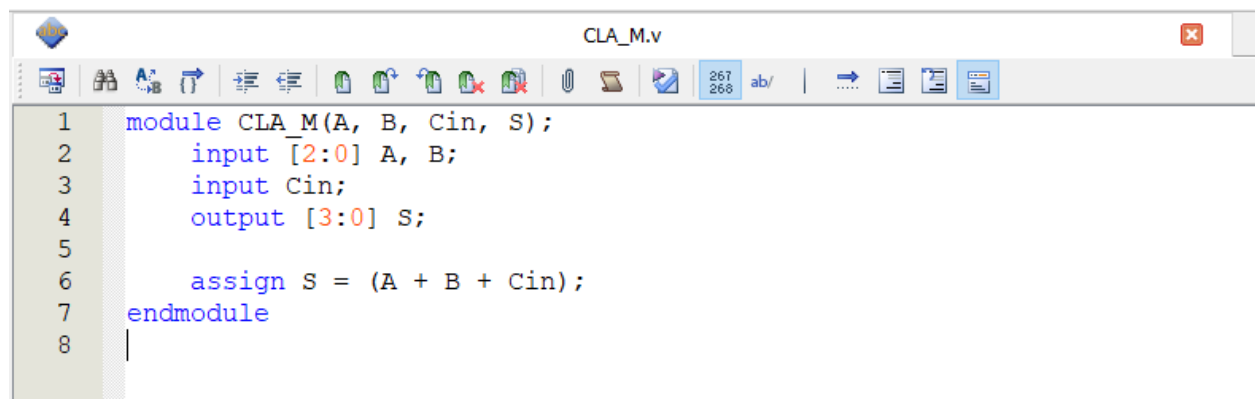 abc
CLA_M.v
267
268
ab/
1 module CLA_M(A, B, Cin, S);
2     input [2:0] A, B;
3     input Cin;
4     output [3:0] S;
5
6     assign S = (A + B + Cin);
7 endmodule
8